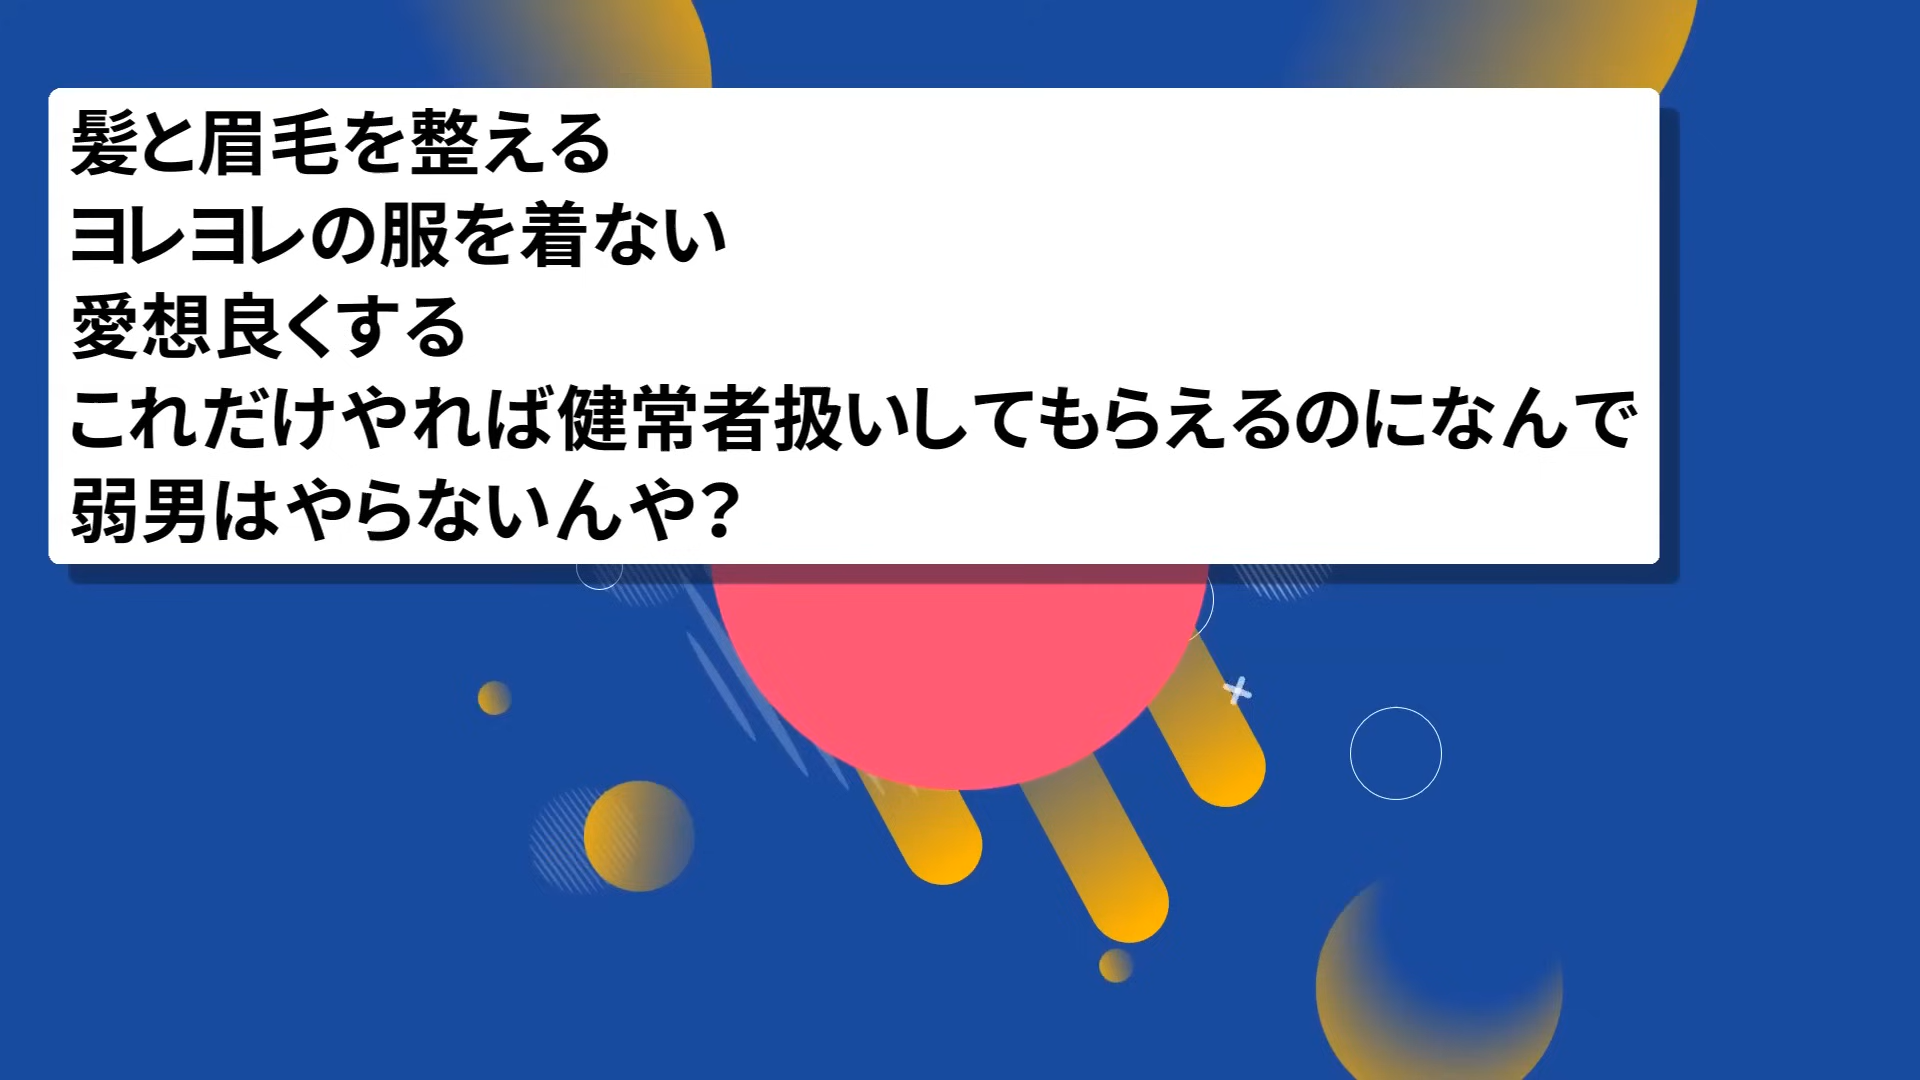 髪と眉毛を整える
ヨレヨレの服を着ない
愛想良くする
これだけやれば健常者扱いしてもらえるのになんで
弱男はやらないんや？